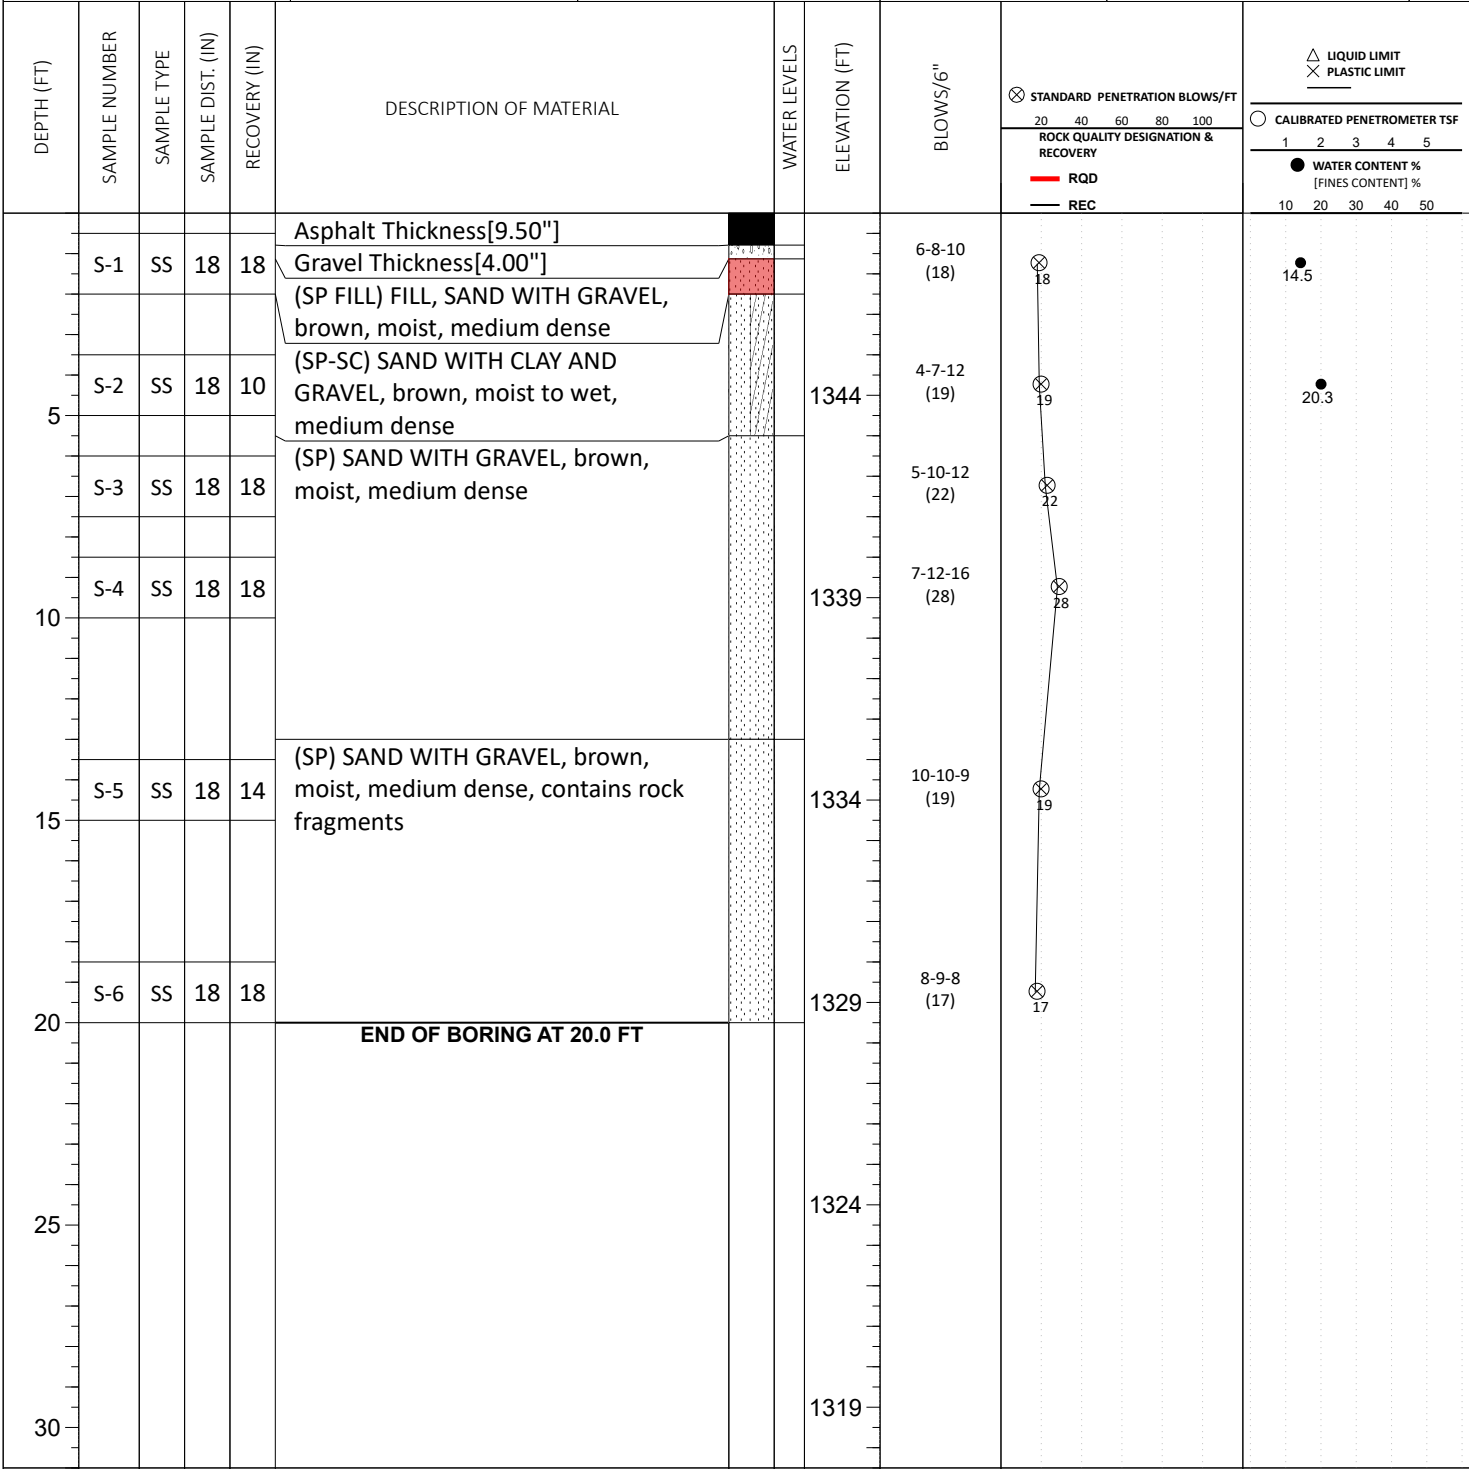 DEPTH (FT)
SAMPLE NUMBER
SAMPLE TYPE
SAMPLE DIST. (IN)
RECOVERY (IN)
DESCRIPTION OF MATERIAL
WATER LEVELS
ELEVATION (FT)
BLOWS/6"
STANDARD PENETRATION BLOWS/FT
20 40 60 80 100
ROCK QUALITY DESIGNATION &
RECOVERY
RQD
REC
LIQUID LIMIT
PLASTIC LIMIT
CALIBRATED PENETROMETER TSF
1 2 3 4 5
WATER CONTENT %
[FINES CONTENT] %
10 20 30 40 50
Asphalt Thickness[9.50"]
S-1 SS 18 18
Gravel Thickness[4.00"]
6-8-10
(18)
18
14.5
(SP FILL) FILL, SAND WITH GRAVEL,
brown, moist, medium dense
(SP-SC) SAND WITH CLAY AND
GRAVEL, brown, moist to wet,
medium dense
S-2 SS 18 10
1344
4-7-12
(19)
19
20.3
5
(SP) SAND WITH GRAVEL, brown,
moist, medium dense
S-3 SS 18 18
5-10-12
(22)
22
S-4 SS 18 18
1339
7-12-16
(28)
28
10
(SP) SAND WITH GRAVEL, brown,
moist, medium dense, contains rock
fragments
S-5 SS 18 14
1334
10-10-9
(19)
19
15
S-6 SS 18 18
1329
8-9-8
(17)
17
20
END OF BORING AT 20.0 FT
1324
25
1319
30